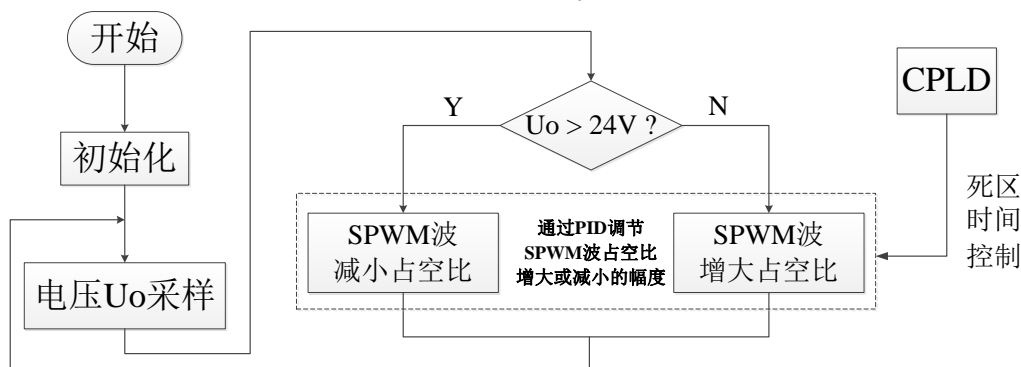 开始
初始化
电压Uo采样
Uo > 24V ?
Y
N
SPWM波
减小占空比
通过PID调节
SPWM波占空比
增大或减小的幅度
SPWM波
增大占空比
CPLD
死区
时间
控制